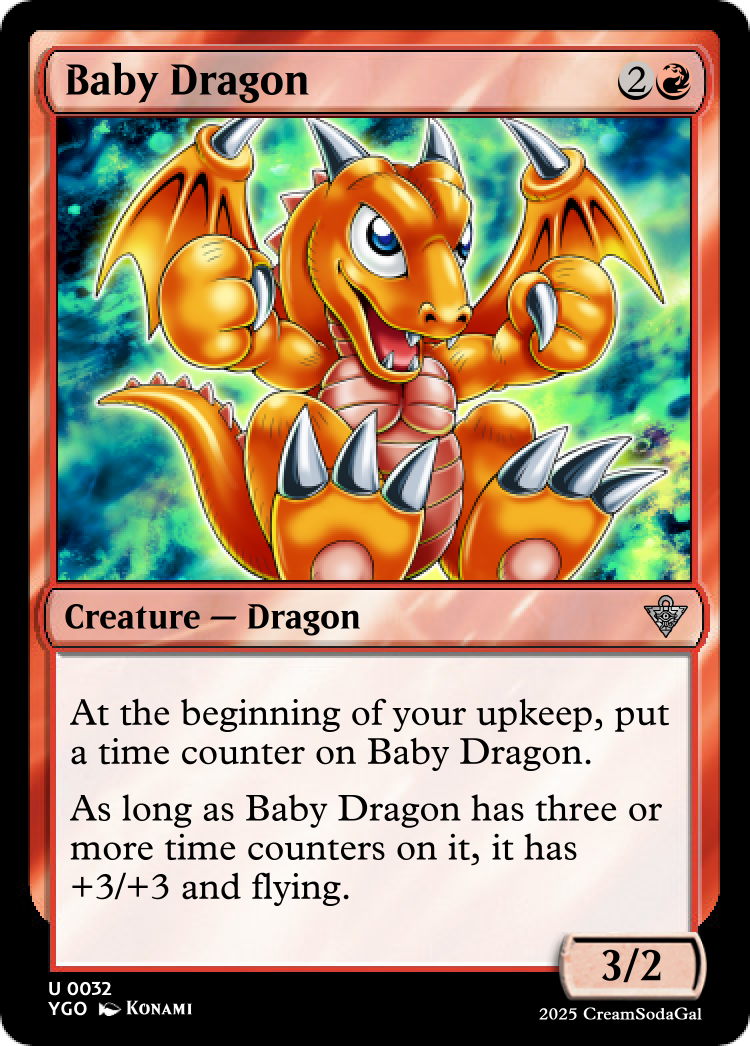 Baby Dragon 2
Creature — Dragon
At the beginning of your upkeep, put
a time counter on Baby Dragon.
As long as Baby Dragon has three or
more time counters on it, it has
+3/+3 and flying.
3/2
U 0032
YGO KONAMI
2025 CreamSodaGal